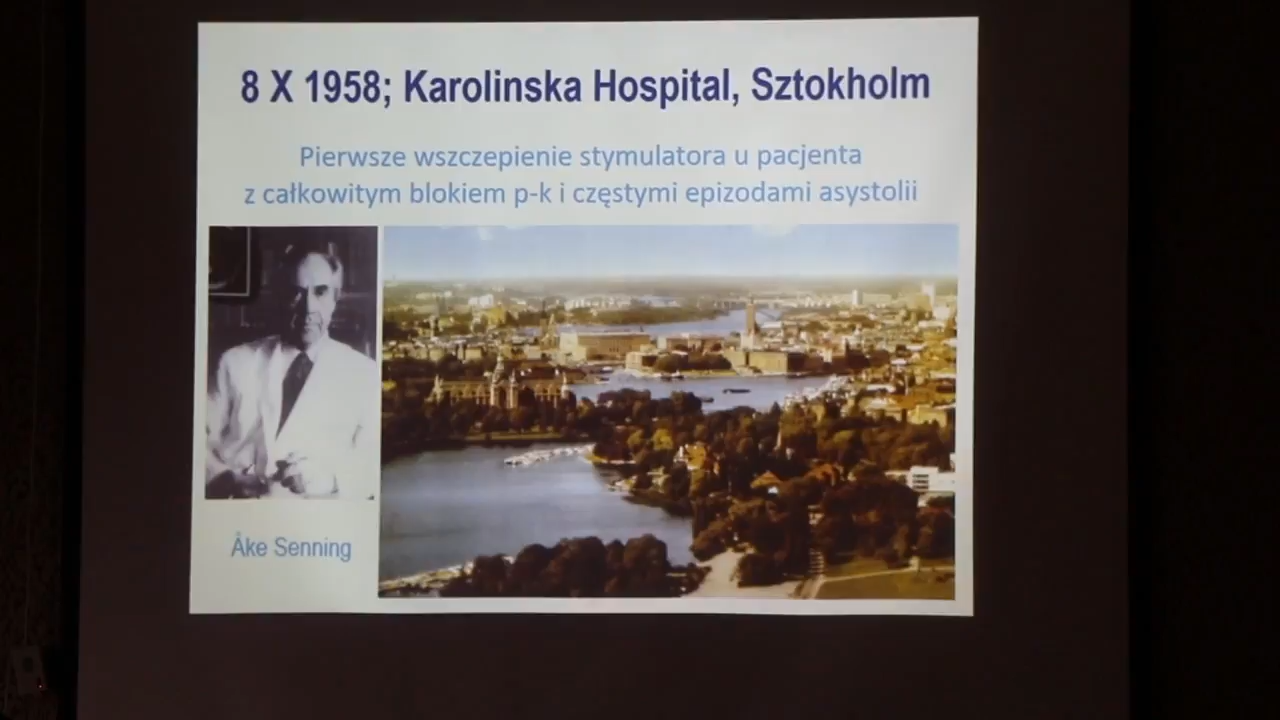 8 X 1958; Karolinska Hospital, Sztokholm
Pierwsze wszczepienie stymulatora u pacjenta
z całkowitym blokiem p-k i częstymi epizodami asystolii
Åke Senning